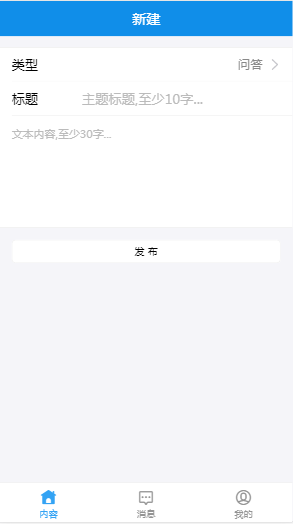 新建
类型 问答
标题 主题标题,至少10字...
文本内容,至少30字...
发 布
内容 消息 我的